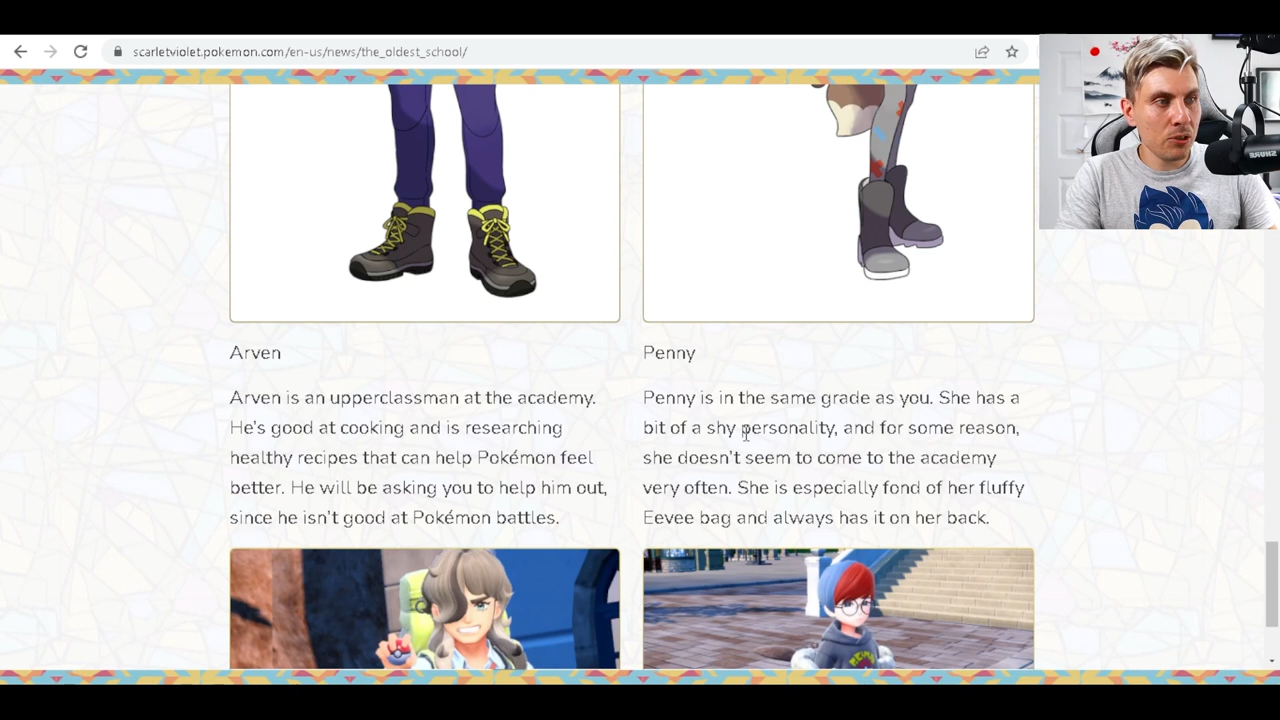 scarletviolet.pokemon.com/en-us/news/the_oldest_school/
Arven
Arven is an upperclassman at the academy.
He's good at cooking and is researching
healthy recipes that can help Pokémon feel
better. He will be asking you to help him out,
since he isn't good at Pokémon battles.
Penny
Penny is in the same grade as you. She has a
bit of a shy personality, and for some reason,
she doesn't seem to come to the academy
very often. She is especially fond of her fluffy
Eevee bag and always has it on her back.